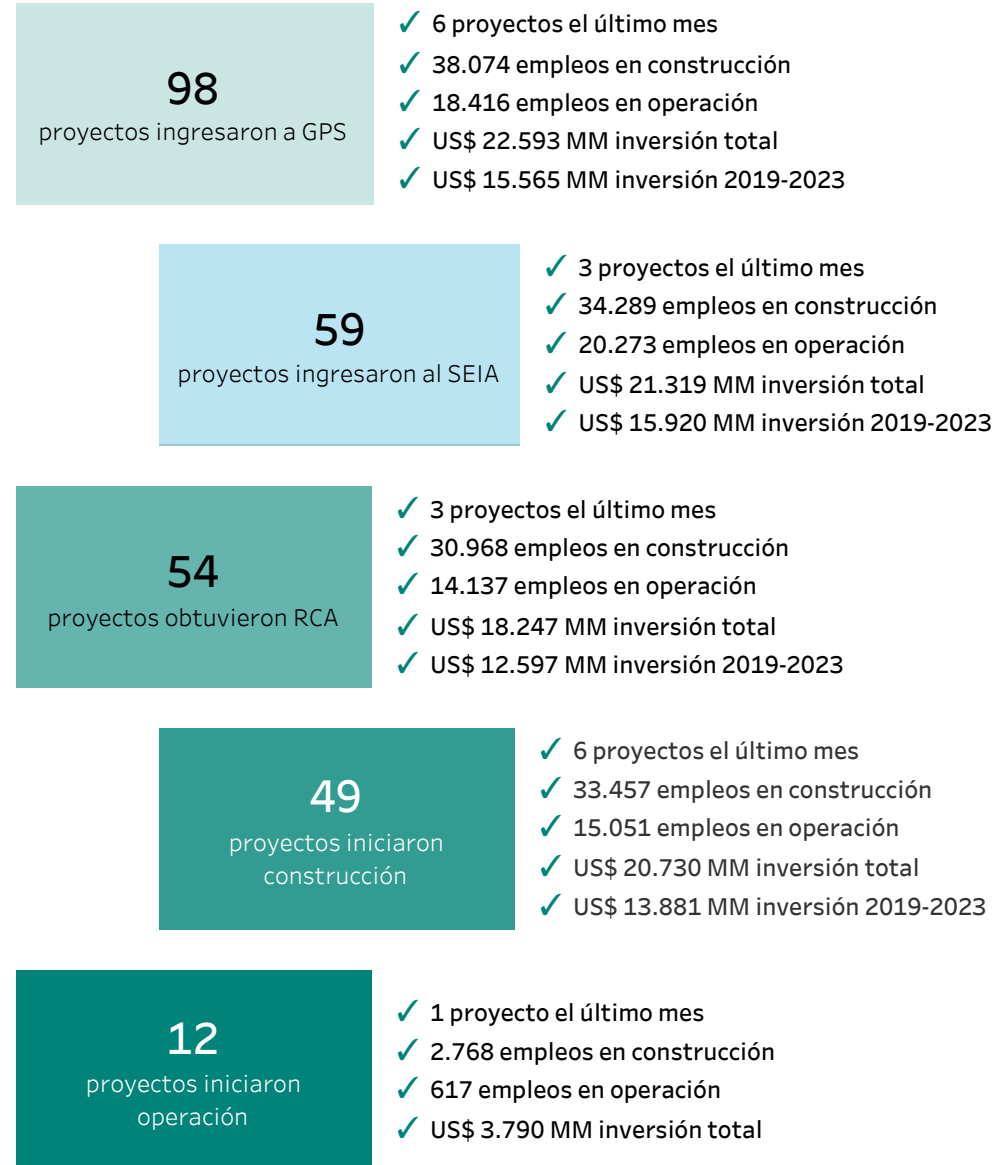 98
proyectos ingresaron a GPS
✓ 6 proyectos el último mes
✓ 38.074 empleos en construcción
✓ 18.416 empleos en operación
✓ US$ 22.593 MM inversión total
✓ US$ 15.565 MM inversión 2019-2023
59
proyectos ingresaron al SEIA
✓ 3 proyectos el último mes
✓ 34.289 empleos en construcción
✓ 20.273 empleos en operación
✓ US$ 21.319 MM inversión total
✓ US$ 15.920 MM inversión 2019-2023
54
proyectos obtuvieron RCA
✓ 3 proyectos el último mes
✓ 30.968 empleos en construcción
✓ 14.137 empleos en operación
✓ US$ 18.247 MM inversión total
✓ US$ 12.597 MM inversión 2019-2023
49
proyectos iniciaron
construcción
✓ 6 proyectos el último mes
✓ 33.457 empleos en construcción
✓ 15.051 empleos en operación
✓ US$ 20.730 MM inversión total
✓ US$ 13.881 MM inversión 2019-2023
12
proyectos iniciaron
operación
✓ 1 proyecto el último mes
✓ 2.768 empleos en construcción
✓ 617 empleos en operación
✓ US$ 3.790 MM inversión total